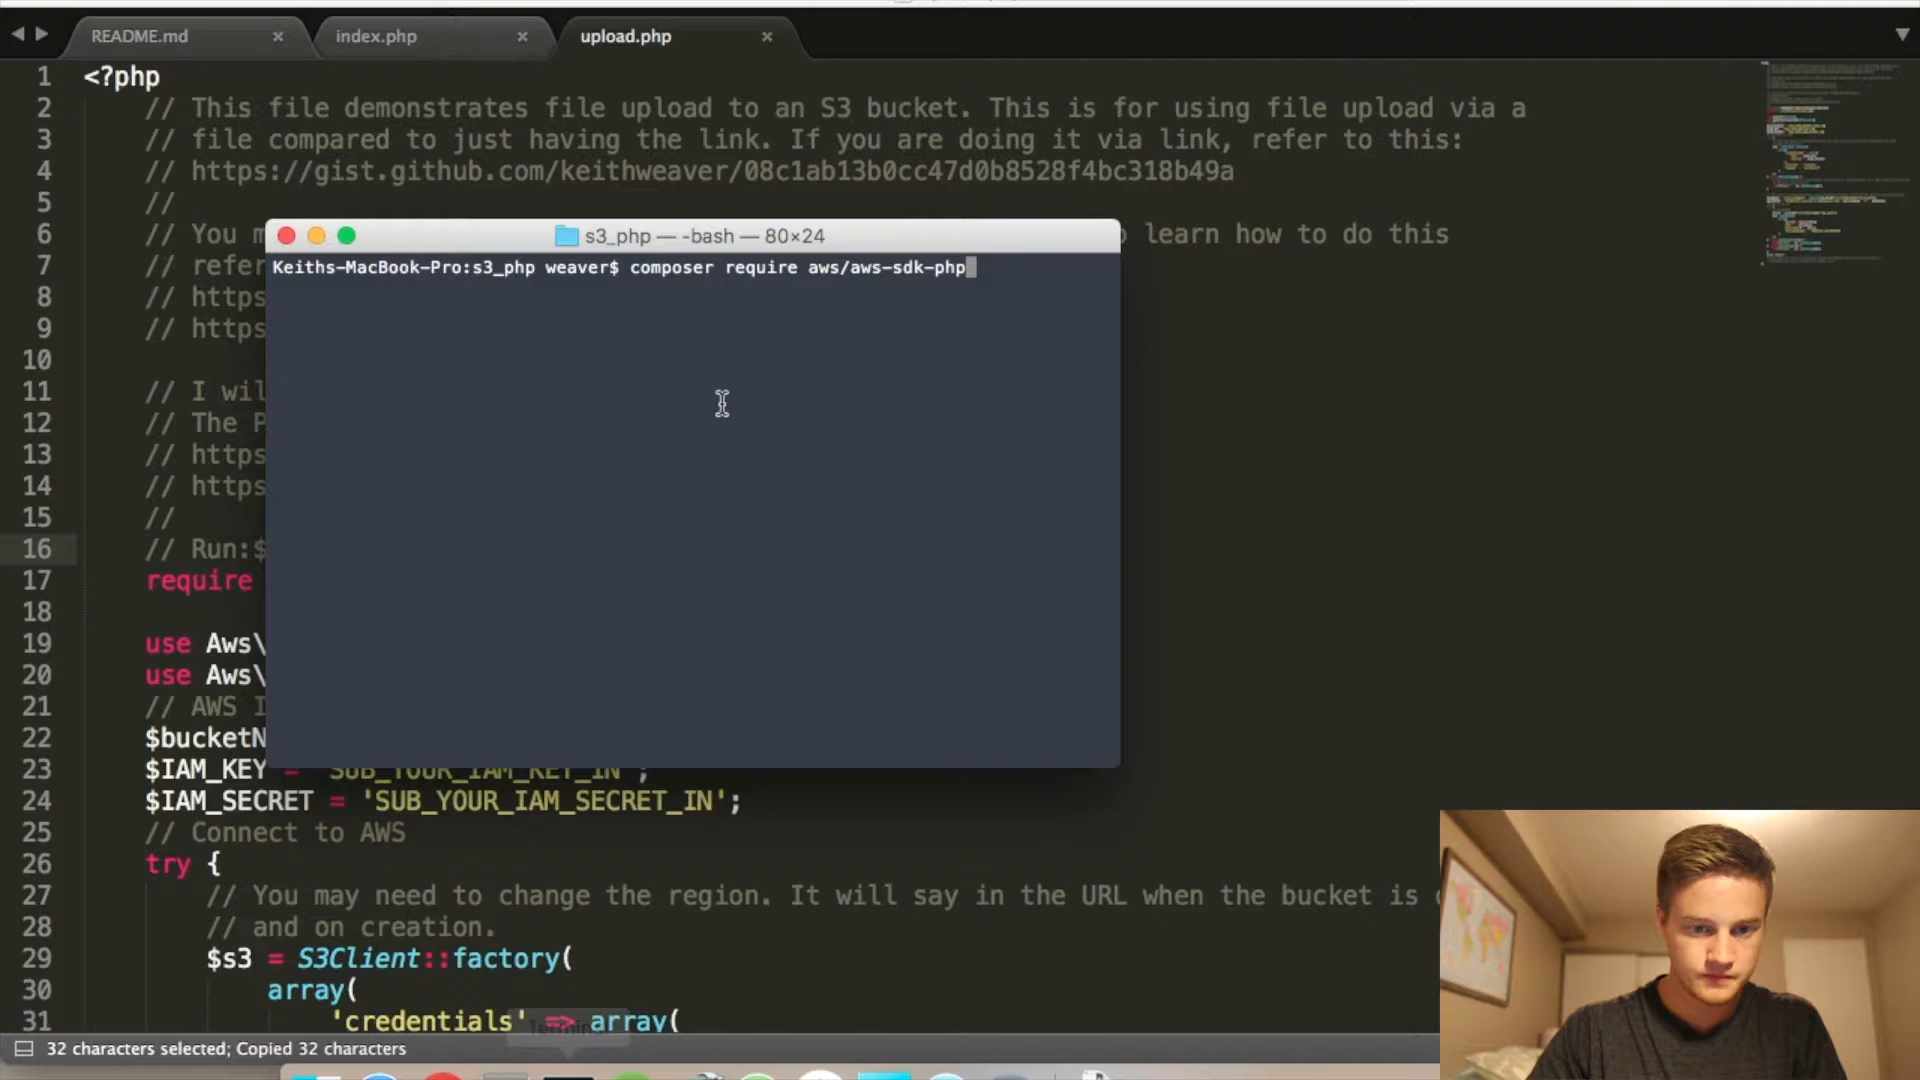 README.md × index.php × upload.php ×
1 <?php
2 // This file demonstrates file upload to an S3 bucket. This is for using file upload via a
3 // file compared to just having the link. If you are doing it via link, refer to this:
4 // https://gist.github.com/keithweaver/08c1ab13b0cc47d0b8528f4bc318b49a
5 //
6 // You learn how to do this
7 // refer
8 // https
9 // https
10
11 // I wil
12 // The P
13 // https
14 // https
15 //
16 // Run:$
17 require
18
19 use Aws\
20 use Aws\
21 // AWS I
22 $bucketN
23 $IAM_KEY = 'SUB_YOUR_IAM_KEY_IN';
24 $IAM_SECRET = 'SUB_YOUR_IAM_SECRET_IN';
25 // Connect to AWS
26 try {
27 // You may need to change the region. It will say in the URL when the bucket is
28 // and on creation.
29 $s3 = S3Client::factory(
30 array(
31 'credentials' => array(
s3_php — -bash — 80×24
Keiths-MacBook-Pro:s3_php weaver$ composer require aws/aws-sdk-php
32 characters selected; Copied 32 characters